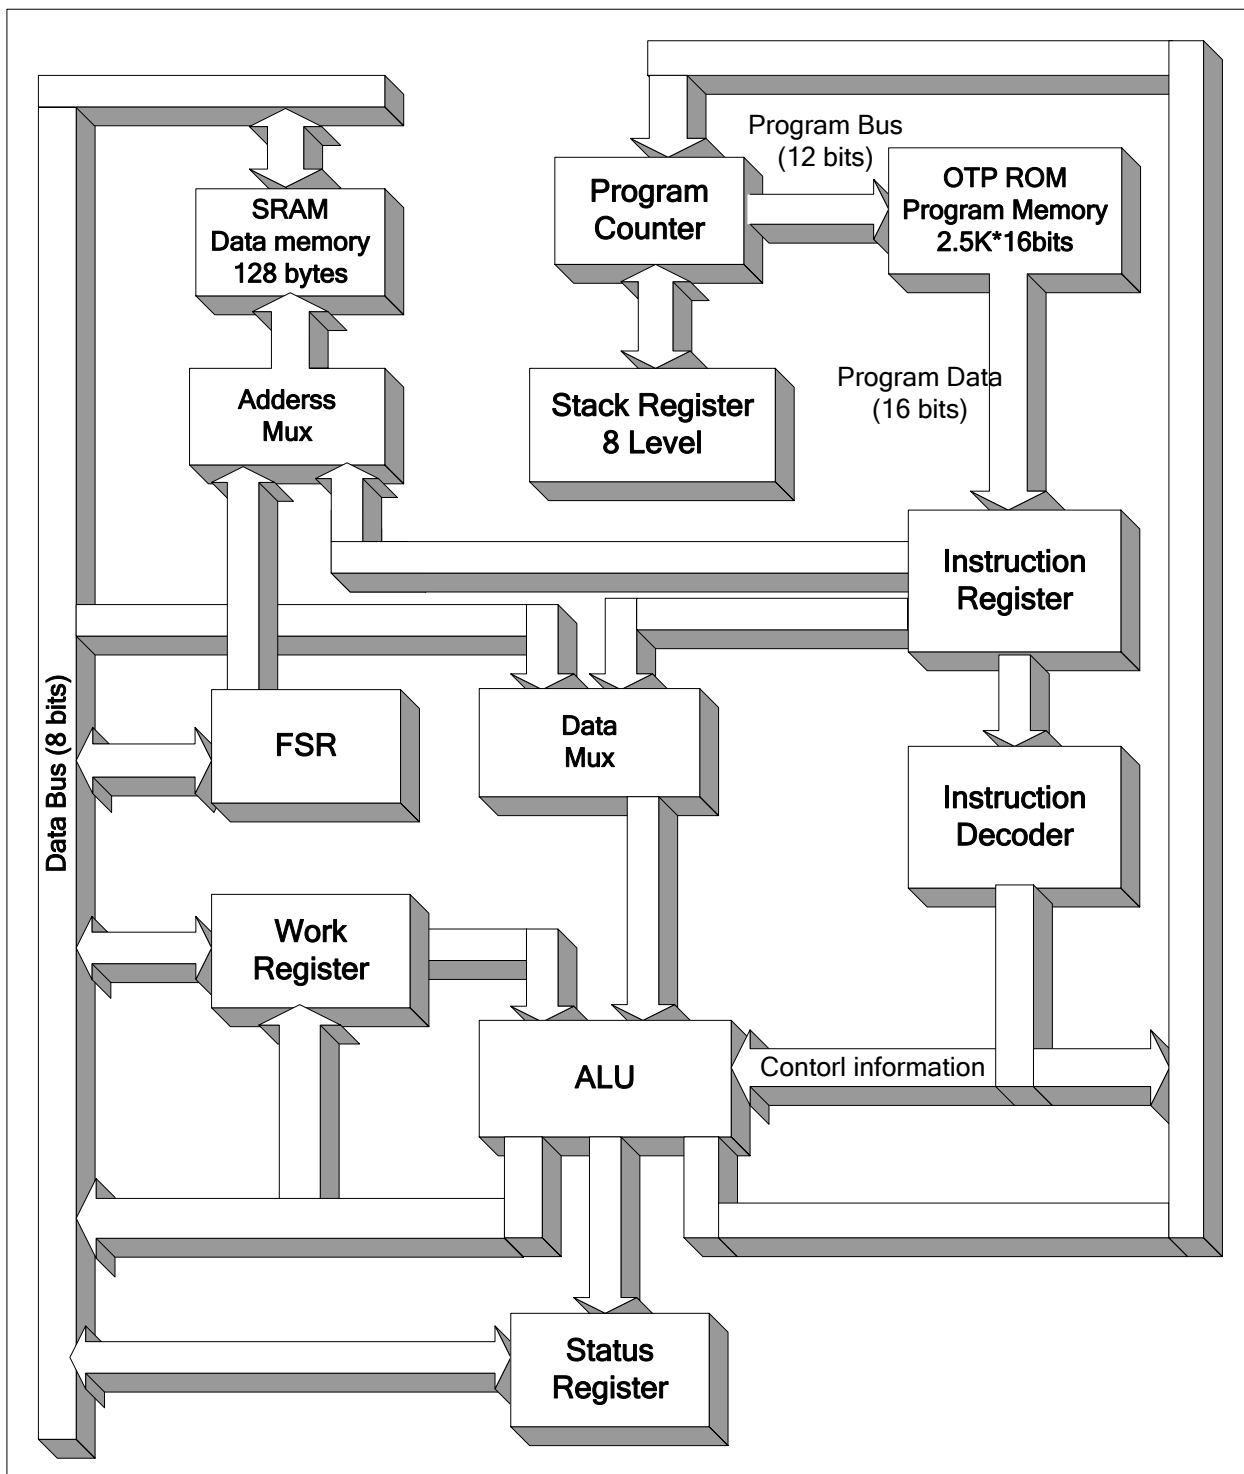 Program Bus
(12 bits)
SRAM
Data memory
128 bytes
Program
Counter
OTP ROM
Program Memory
2.5K*16bits
Adderss
Mux
Stack Register
8 Level
Program Data
(16 bits)
Instruction
Register
Data Bus (8 bits)
FSR
Data
Mux
Instruction
Decoder
Work
Register
ALU
Contorl information
Status
Register